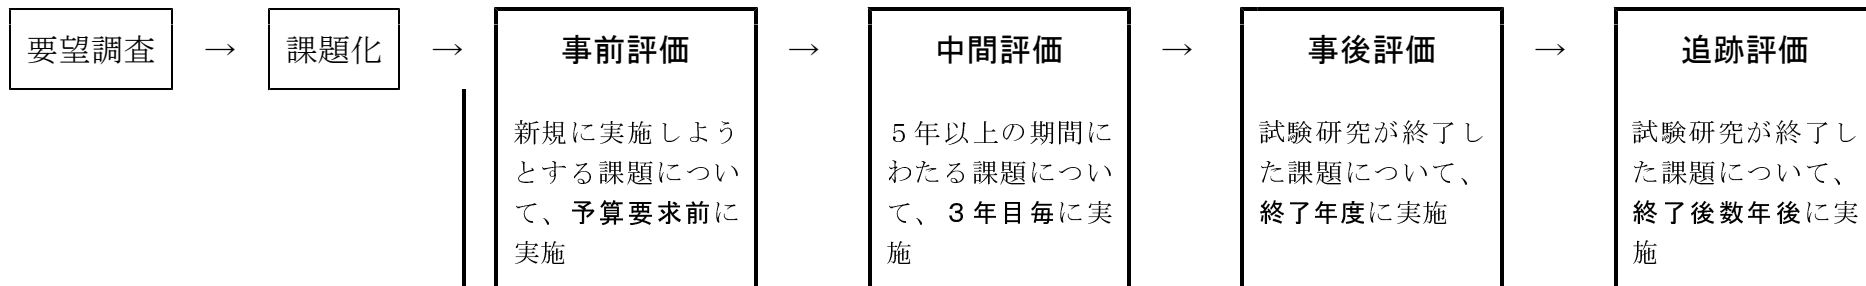 要望調査 → 課題化 → 事前評価 → 中間評価 → 事後評価 → 追跡評価
新規に実施しよう
とする課題につい
て、予算要求前に
実施
５年以上の期間に
わたる課題につい
て、３年目毎に実
施
試験研究が終了し
た課題について、
終了年度に実施
試験研究が終了し
た課題について、
終了後数年後に実
施